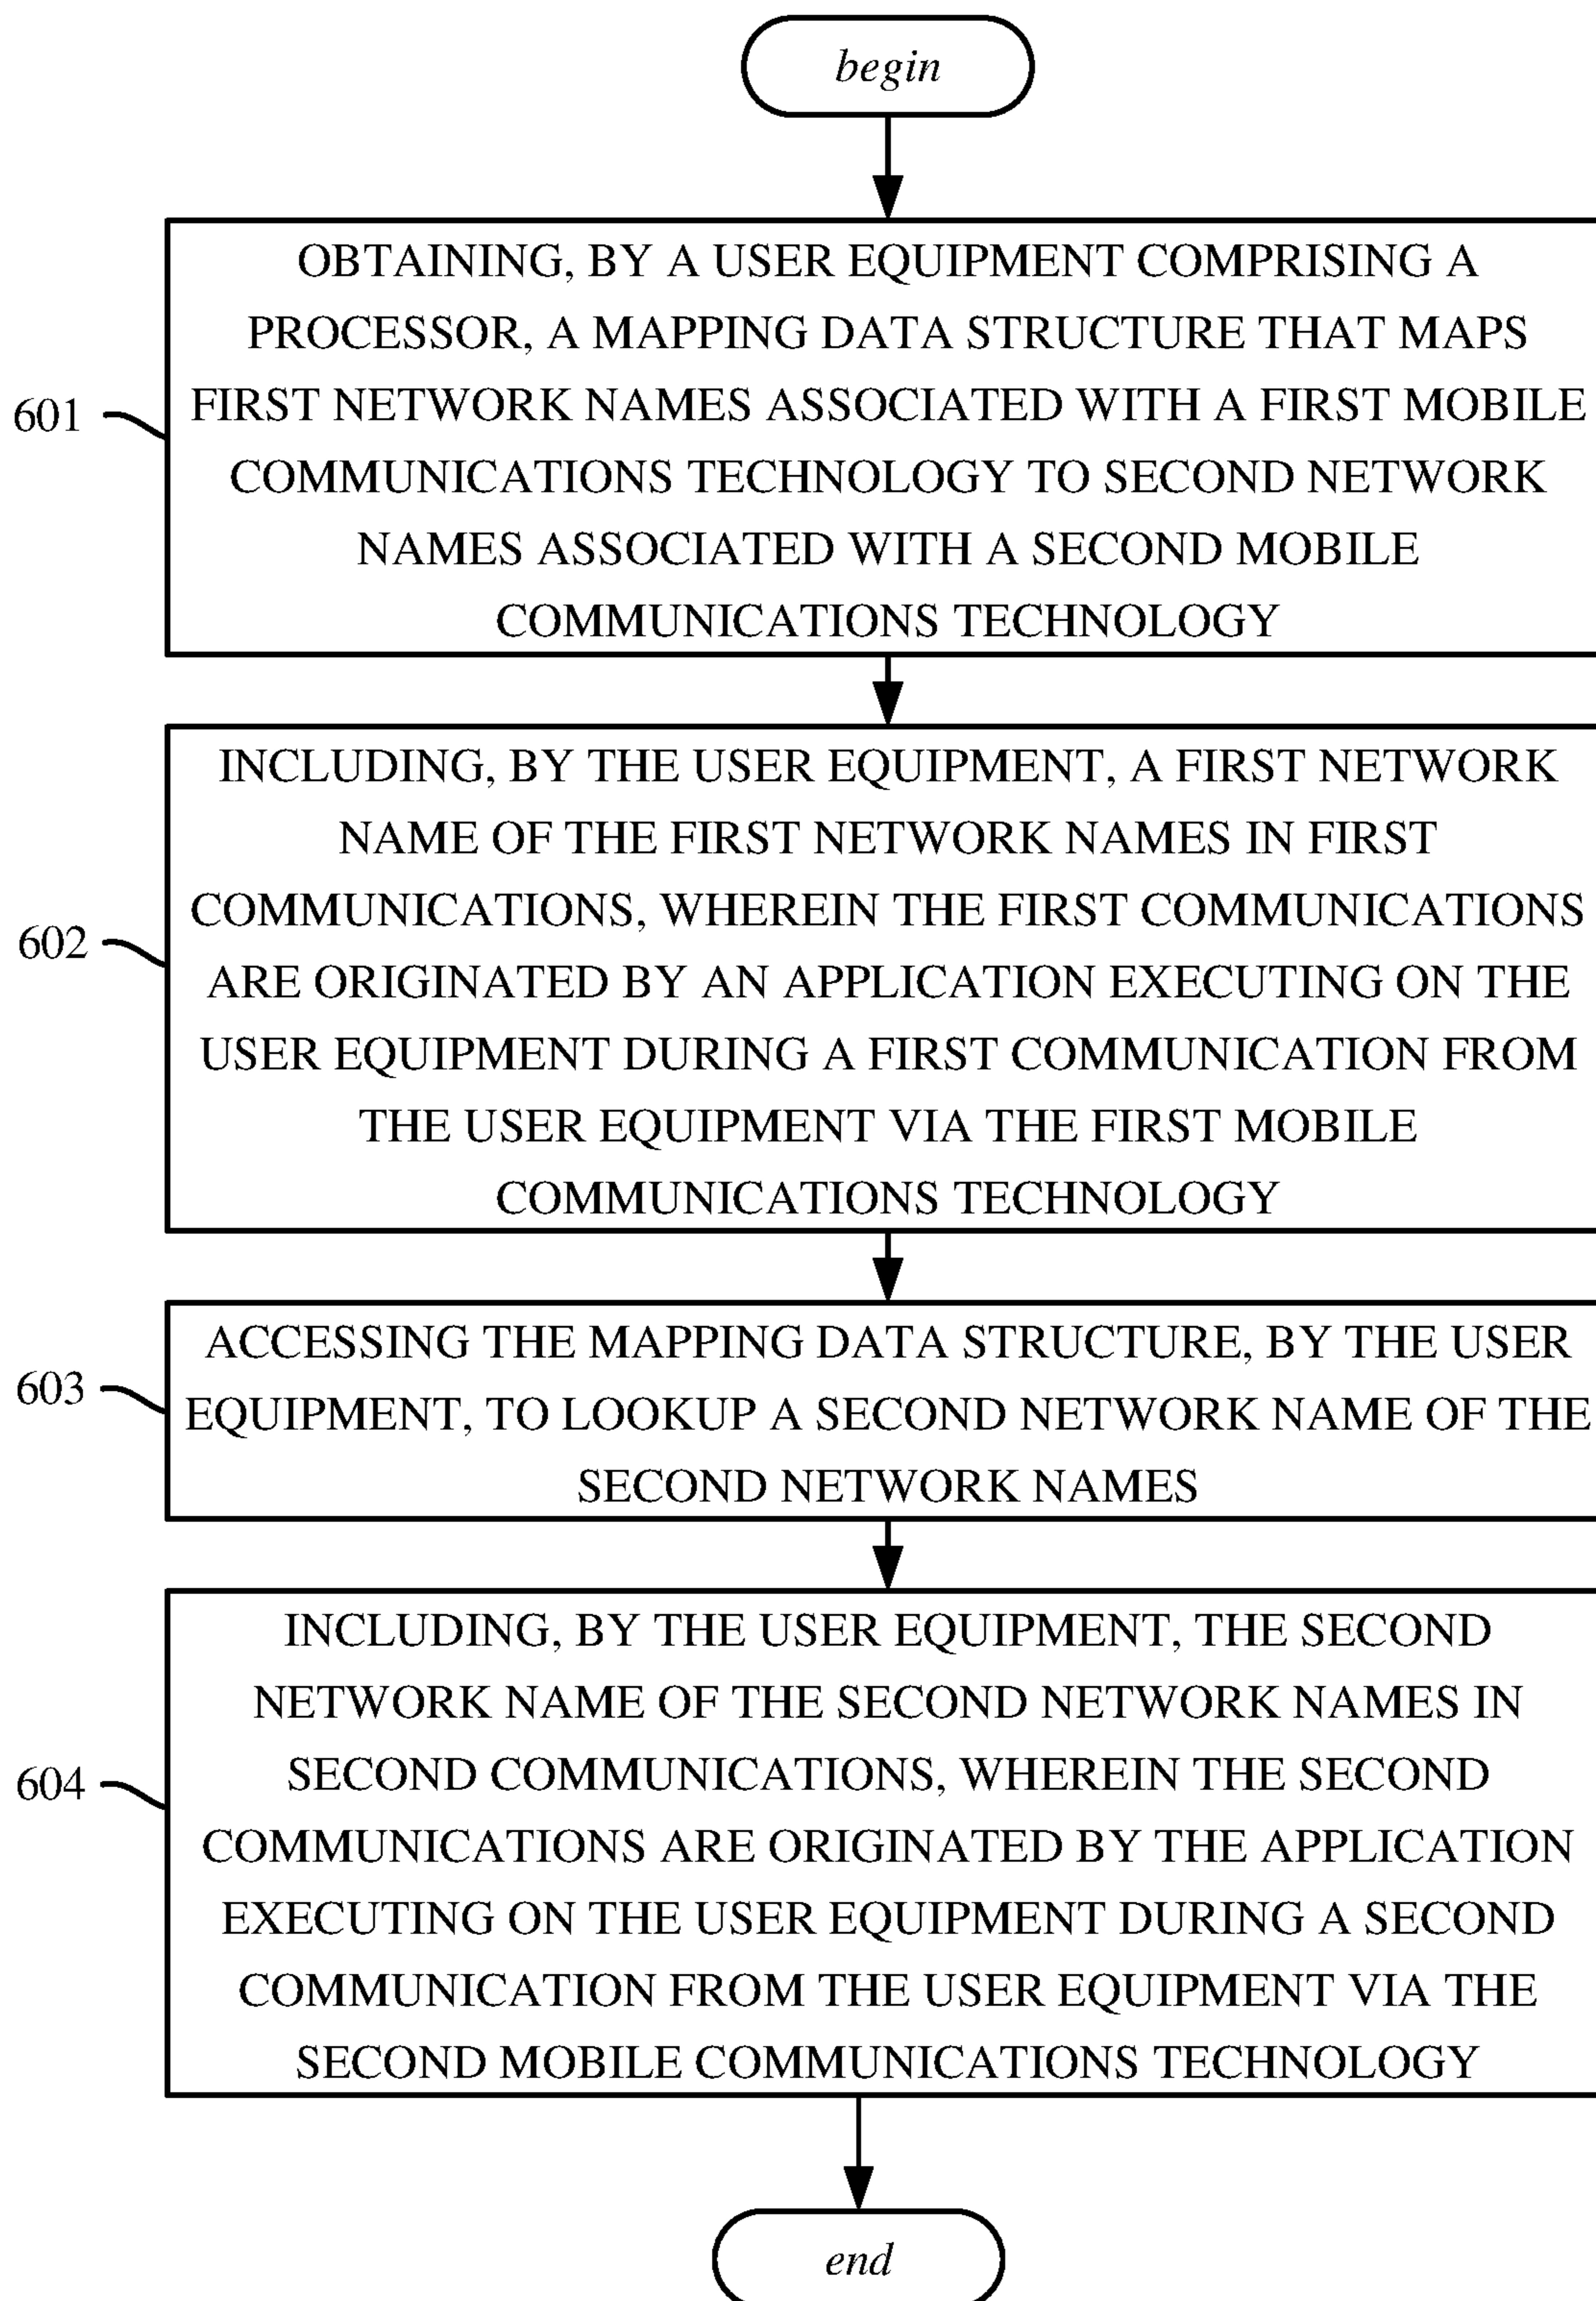 begin
OBTAINING, BY A USER EQUIPMENT COMPRISING A
PROCESSOR, A MAPPING DATA STRUCTURE THAT MAPS
FIRST NETWORK NAMES ASSOCIATED WITH A FIRST MOBILE
COMMUNICATIONS TECHNOLOGY TO SECOND NETWORK
NAMES ASSOCIATED WITH A SECOND MOBILE
COMMUNICATIONS TECHNOLOGY
601
INCLUDING, BY THE USER EQUIPMENT, A FIRST NETWORK
NAME OF THE FIRST NETWORK NAMES IN FIRST
COMMUNICATIONS, WHEREIN THE FIRST COMMUNICATIONS
ARE ORIGINATED BY AN APPLICATION EXECUTING ON THE
USER EQUIPMENT DURING A FIRST COMMUNICATION FROM
THE USER EQUIPMENT VIA THE FIRST MOBILE
COMMUNICATIONS TECHNOLOGY
602
ACCESSING THE MAPPING DATA STRUCTURE, BY THE USER
EQUIPMENT, TO LOOKUP A SECOND NETWORK NAME OF THE
SECOND NETWORK NAMES
603
INCLUDING, BY THE USER EQUIPMENT, THE SECOND
NETWORK NAME OF THE SECOND NETWORK NAMES IN
SECOND COMMUNICATIONS, WHEREIN THE SECOND
COMMUNICATIONS ARE ORIGINATED BY THE APPLICATION
EXECUTING ON THE USER EQUIPMENT DURING A SECOND
COMMUNICATION FROM THE USER EQUIPMENT VIA THE
SECOND MOBILE COMMUNICATIONS TECHNOLOGY
604
end